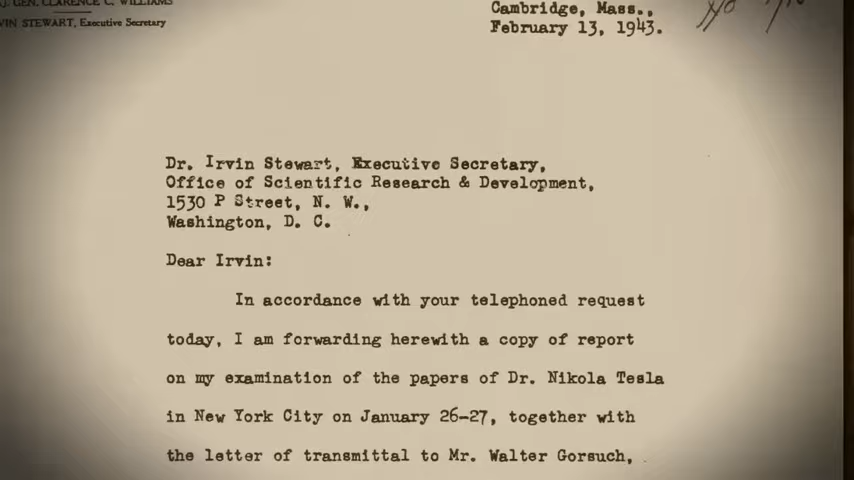 J. GEN. CLARENCE C. WILLIAMS
VIN STEWART, Executive Secretary
Cambridge, Mass.,
February 13, 1943.
Dr. Irvin Stewart, Executive Secretary,
Office of Scientific Research & Development,
1530 P Street, N. W.,
Washington, D. C.
Dear Irvin:
In accordance with your telephoned request
today, I am forwarding herewith a copy of report
on my examination of the papers of Dr. Nikola Tesla
in New York City on January 26-27, together with
the letter of transmittal to Mr. Walter Gorsuch,